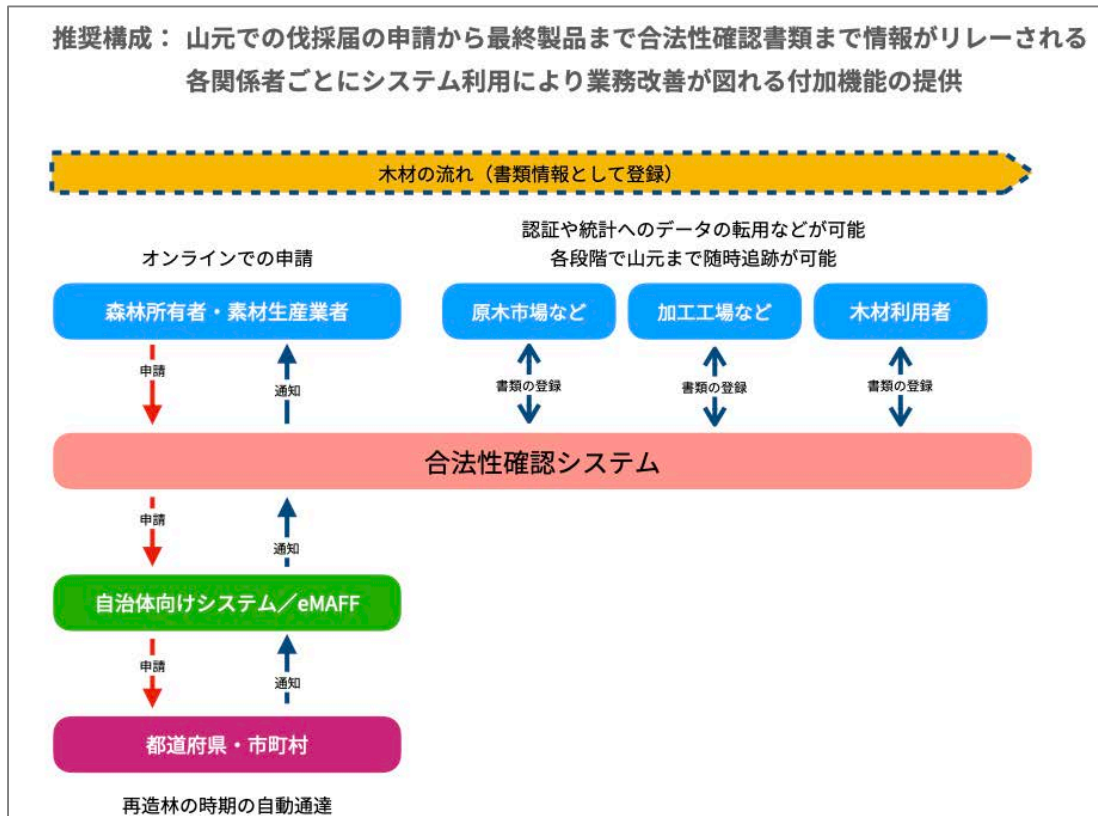 推奨構成： 山元での伐採届の申請から最終製品まで合法性確認書類まで情報がリレーされる
各関係者ごとにシステム利用により業務改善が図れる付加機能の提供
木材の流れ（書類情報として登録）
認証や統計へのデータの転用などが可能
オンラインでの申請
各段階で山元まで随時追跡が可能
森林所有者・素材生産業者
原木市場など
加工工場など
木材利用者
申請
通知
書類の登録
書類の登録
書類の登録
合法性確認システム
申請
通知
自治体向けシステム／eMAFF
申請
通知
都道府県・市町村
再造林の時期の自動通達